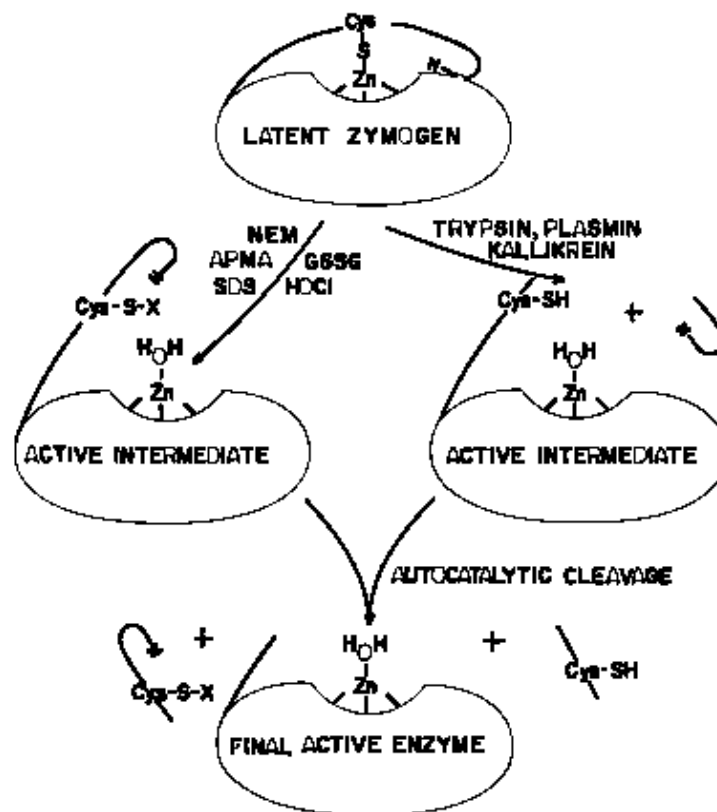 Cys
S
Zn
N
LATENT ZYMOGEN
NEM
APMA GSSG
SDS HOCl
TRYPSIN, PLASMIN
KALLIKREIN
Cys-S-X
Cys-SH
+
H O H
Zn
H O H
Zn
ACTIVE INTERMEDIATE
ACTIVE INTERMEDIATE
AUTOCATALYTIC CLEAVAGE
+
H O H
+
Cys-S-X
Zn
Cys-SH
FINAL ACTIVE ENZYME